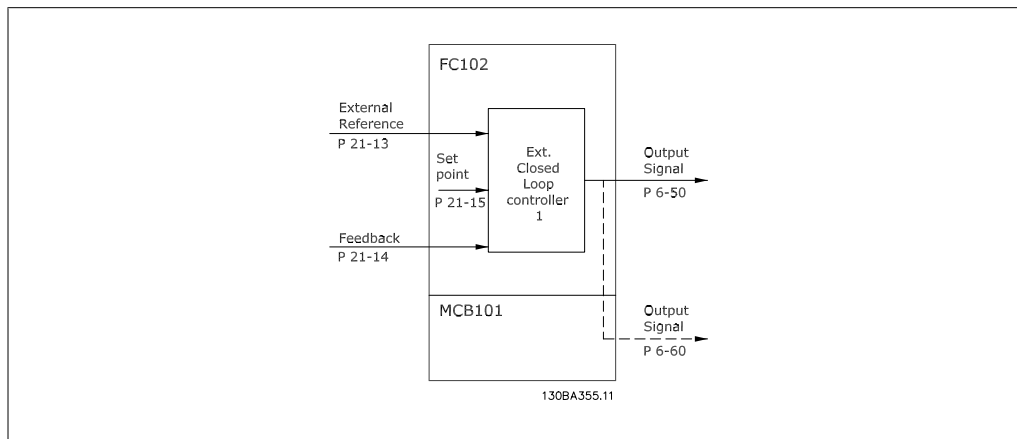 FC102
External
Reference
P 21-13
Set
point
P 21-15
Feedback
P 21-14
Ext.
Closed
Loop
controller
1
Output
Signal
P 6-50
MCB101
Output
Signal
P 6-60
130BA355.11